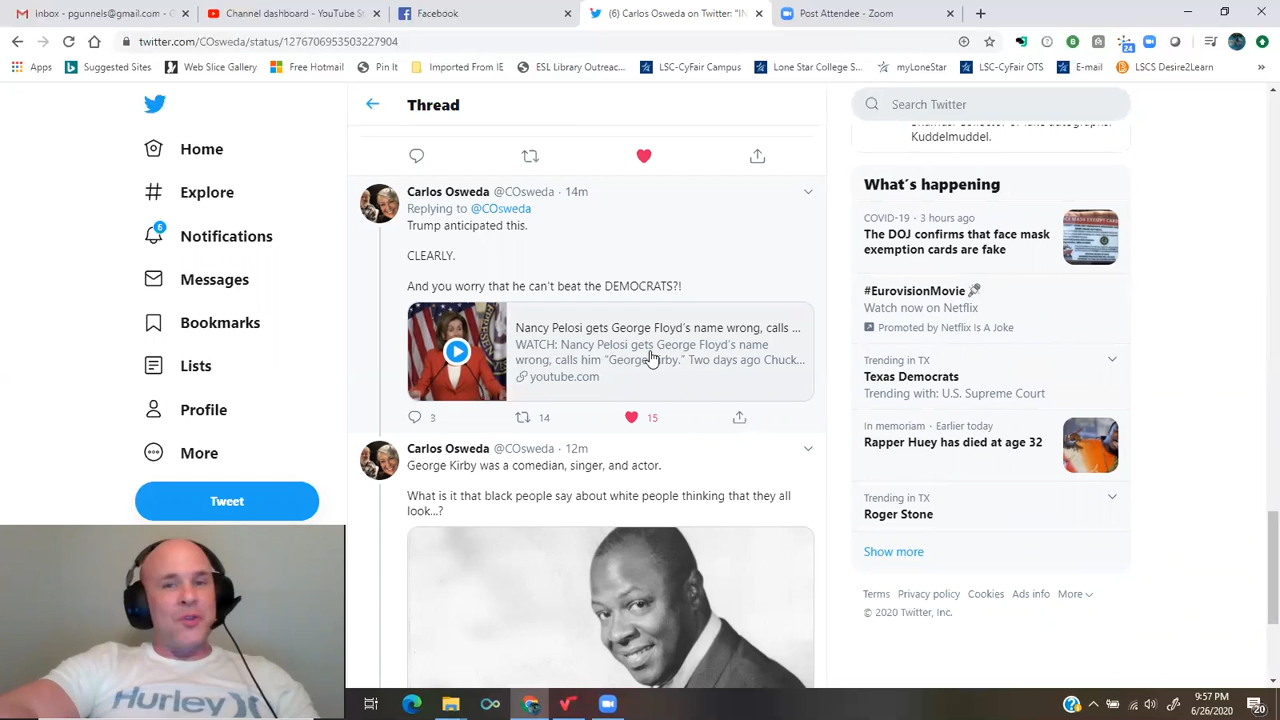 Inbox - pgunnels@gmail.com - G
Channel dashboard - YouTube St
Facebook
(6) Carlos Osweda on Twitter: "IN
Post Attendee - Zoom
twitter.com/COsweda/status/1276706953503227904
24
Apps
Suggested Sites
Web Slice Gallery
Free Hotmail
Pin It
Imported From IE
ESL Library Outreac...
LSC-CyFair Campus
Lone Star College S...
myLoneStar
LSC-CyFair OTS
E-mail
LSCS Desire2Learn
»
Home
Explore
6
Notifications
Messages
Bookmarks
Lists
Profile
More
Tweet
Thread
Carlos Osweda @COsweda · 14m
Replying to @COsweda
Trump anticipated this.
CLEARLY.
And you worry that he can't beat the DEMOCRATS?!
Nancy Pelosi gets George Floyd's name wrong, calls ...
WATCH: Nancy Pelosi gets George Floyd's name
wrong, calls him "George Kirby." Two days ago Chuck...
youtube.com
3
14
15
Carlos Osweda @COsweda · 12m
George Kirby was a comedian, singer, and actor.
What is it that black people say about white people thinking that they all
look...?
Search Twitter
Kuddelmuddel.
What's happening
COVID-19 · 3 hours ago
The DOJ confirms that face mask
exemption cards are fake
#EurovisionMovie
Watch now on Netflix
Promoted by Netflix Is A Joke
Trending in TX
Texas Democrats
Trending with: U.S. Supreme Court
In memoriam · Earlier today
Rapper Huey has died at age 32
Trending in TX
Roger Stone
Show more
Terms Privacy policy Cookies Ads info More
© 2020 Twitter, Inc.
Hurley
9:57 PM
6/26/2020
20